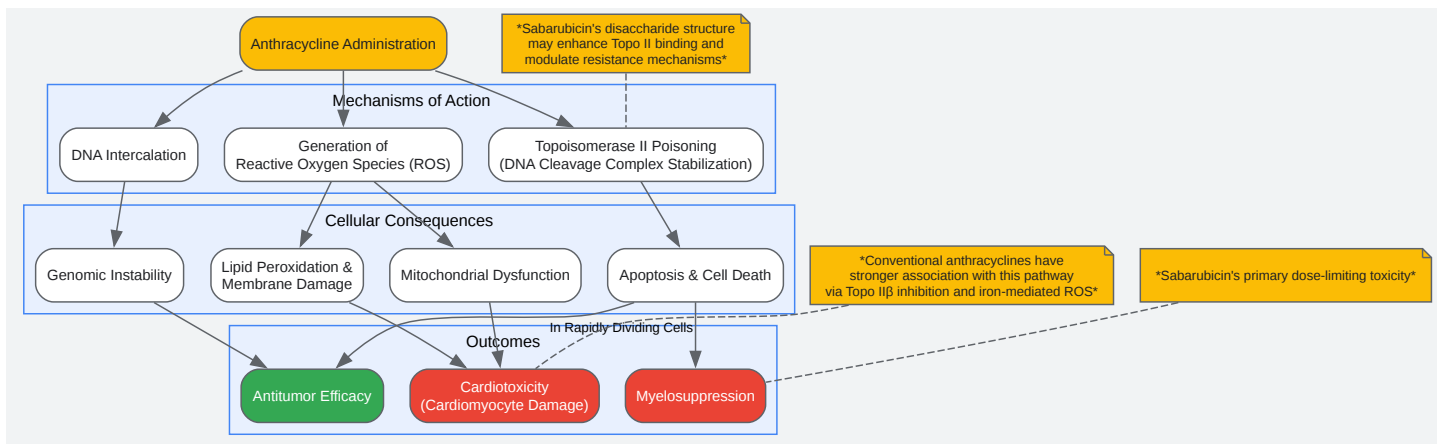 Anthracycline Administration
*Sabarubicin's disaccharide structure
may enhance Topo II binding and
modulate resistance mechanisms*
Mechanisms of Action
DNA Intercalation
Generation of
Reactive Oxygen Species (ROS)
Topoisomerase II Poisoning
(DNA Cleavage Complex Stabilization)
Cellular Consequences
Genomic Instability
Lipid Peroxidation &
Membrane Damage
Mitochondrial Dysfunction
Apoptosis & Cell Death
*Conventional anthracyclines have
stronger association with this pathway
via Topo IIβ inhibition and iron-mediated ROS*
*Sabarubicin's primary dose-limiting toxicity*
In Rapidly Dividing Cells
Outcomes
Antitumor Efficacy
Cardiotoxicity
(Cardiomyocyte Damage)
Myelosuppression